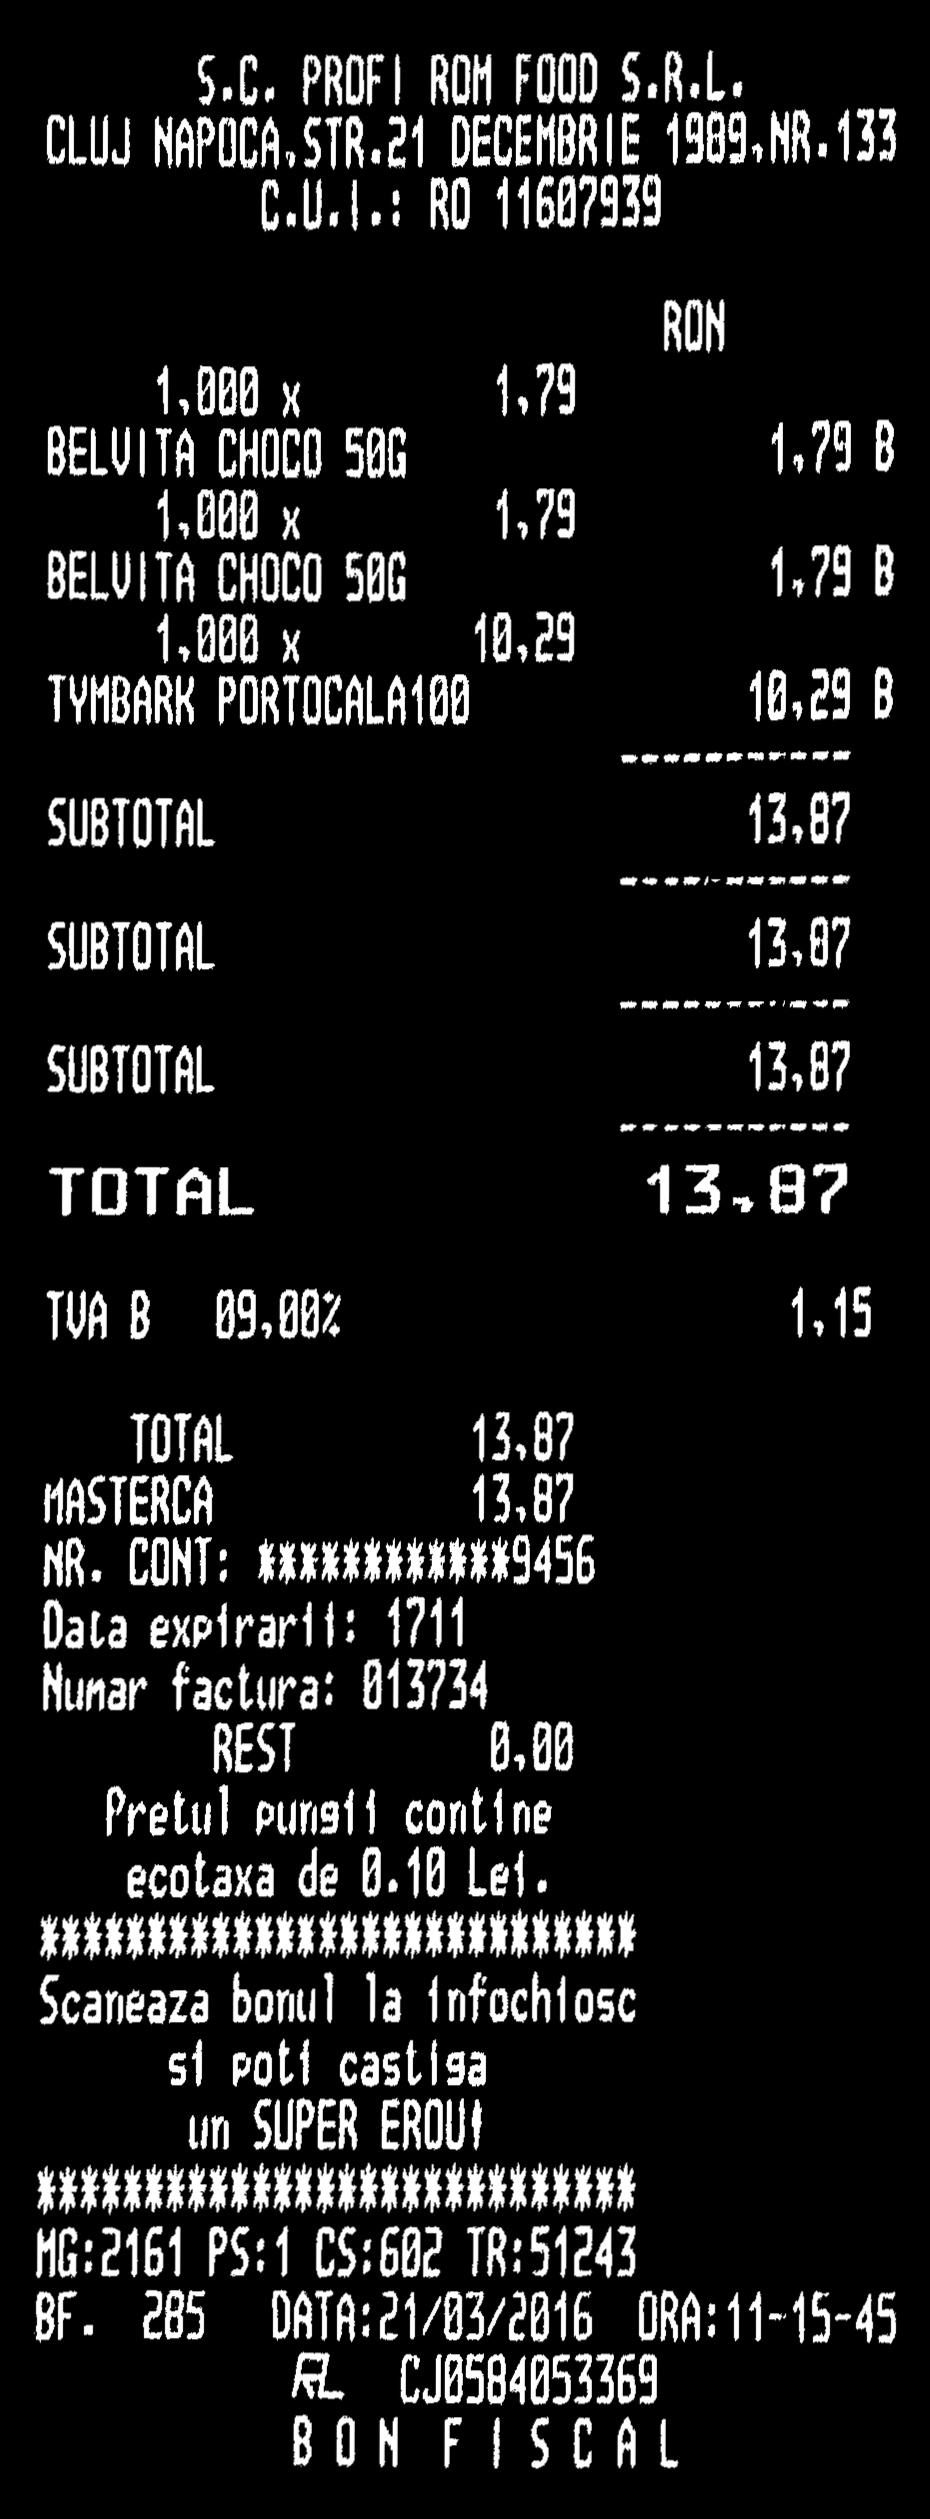 S.C. PROFI ROM FOOD S.R.L.
CLUJ NAPOCA,STR.21 DECEMBRIE 1989,NR.133
C.U.I.: RO 11607939
RON
1,000 x 1,79
BELVITA CHOCO 50G 1,79 B
1,000 x 1,79
BELVITA CHOCO 50G 1,79 B
1,000 x 10,29
TYMBARK PORTOCALA100 10,29 B
-----------
SUBTOTAL 13,87
-----------
SUBTOTAL 13,87
-----------
SUBTOTAL 13,87
-----------
TOTAL 13,87
TVA B 09,00% 1,15
TOTAL 13,87
MASTERCA 13,87
NR. CONT: ************9456
Data expirarii: 1711
Numar factura: 013734
REST 0,00
Pretul pungii contine
ecotaxa de 0.10 Lei.
****************************
Scaneaza bonul la infochiosc
si poti castiga
un SUPER EROU!
****************************
MG:2161 PS:1 CS:602 TR:51243
BF. 285 DATA:21/03/2016 ORA:11-15-45
RL CJ0584053369
BON FISCAL